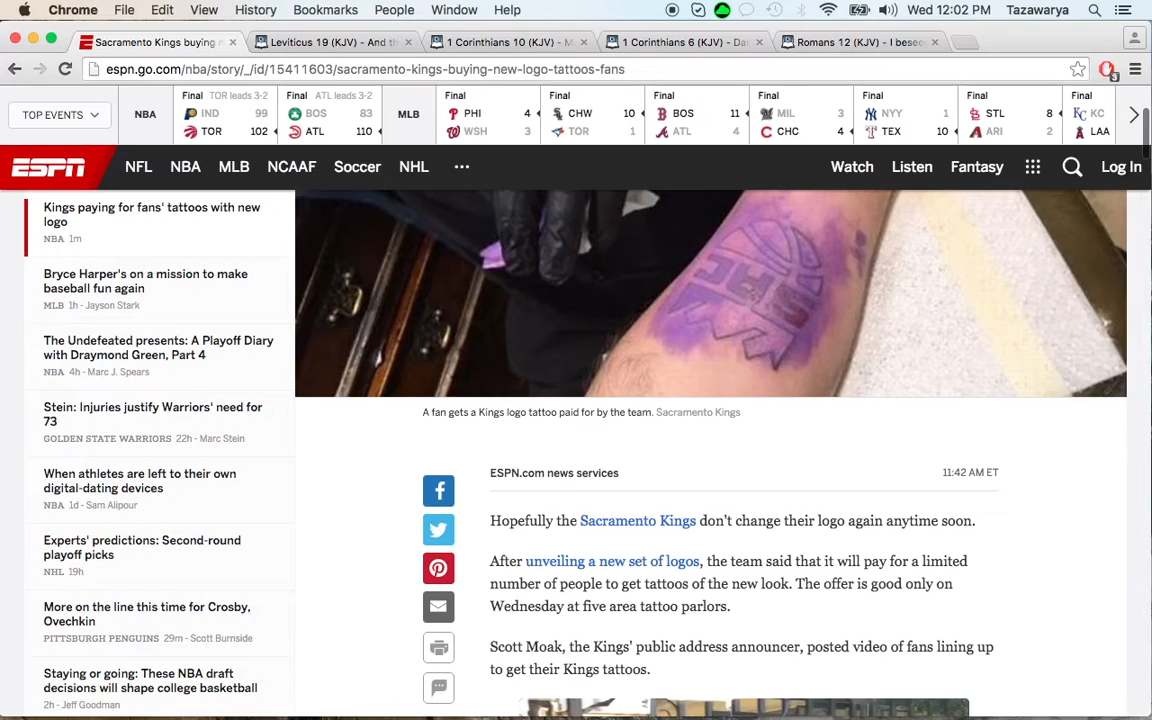 Chrome File Edit View History Bookmarks People Window Help Wed 12:02 PM Tazawarya
Sacramento Kings buying n
Leviticus 19 (KJV) - And th
1 Corinthians 10 (KJV) - M
1 Corinthians 6 (KJV) - Dar
Romans 12 (KJV) - I besee
espn.go.com/nba/story/_/id/15411603/sacramento-kings-buying-new-logo-tattoos-fans
3
TOP EVENTS
NBA
Final TOR leads 3-2
IND 99
TOR 102
Final ATL leads 3-2
BOS 83
ATL 110
MLB
Final
PHI 4
WSH 3
Final
CHW 10
TOR 1
Final
BOS 11
ATL 4
Final
MIL 3
CHC 4
Final
NYY 1
TEX 10
Final
STL 8
ARI 2
Final
KC
LAA
ESPN NFL NBA MLB NCAAF Soccer NHL ••• Watch Listen Fantasy Log In
Kings paying for fans' tattoos with new
logo
NBA 1m
Bryce Harper's on a mission to make
baseball fun again
MLB 1h - Jayson Stark
The Undefeated presents: A Playoff Diary
with Draymond Green, Part 4
NBA 4h - Marc J. Spears
Stein: Injuries justify Warriors' need for
73
GOLDEN STATE WARRIORS 22h - Marc Stein
When athletes are left to their own
digital-dating devices
NBA 1d - Sam Alipour
Experts' predictions: Second-round
playoff picks
NHL 19h
More on the line this time for Crosby,
Ovechkin
PITTSBURGH PENGUINS 29m - Scott Burnside
Staying or going: These NBA draft
decisions will shape college basketball
2h - Jeff Goodman
KINGS
A fan gets a Kings logo tattoo paid for by the team. Sacramento Kings
ESPN.com news services 11:42 AM ET
Hopefully the Sacramento Kings don't change their logo again anytime soon.
After unveiling a new set of logos, the team said that it will pay for a limited
number of people to get tattoos of the new look. The offer is good only on
Wednesday at five area tattoo parlors.
Scott Moak, the Kings' public address announcer, posted video of fans lining up
to get their Kings tattoos.